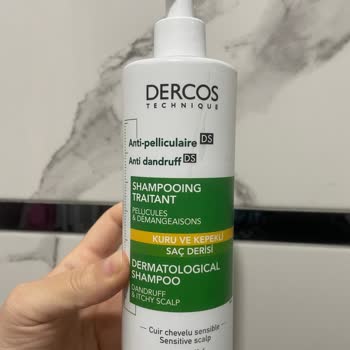 DERCOS
TECHNIQUE
Anti-pelliculaire DS
Anti dandruff DS
SHAMPOOING
TRAITANT
PELLICULES
& DÉMANGEAISONS
KURU VE KEPEKLİ
SAÇ DERİSİ
DERMATOLOGICAL
SHAMPOO
DANDRUFF
& ITCHY SCALP
Cuir chevelu sensible
Sensitive scalp